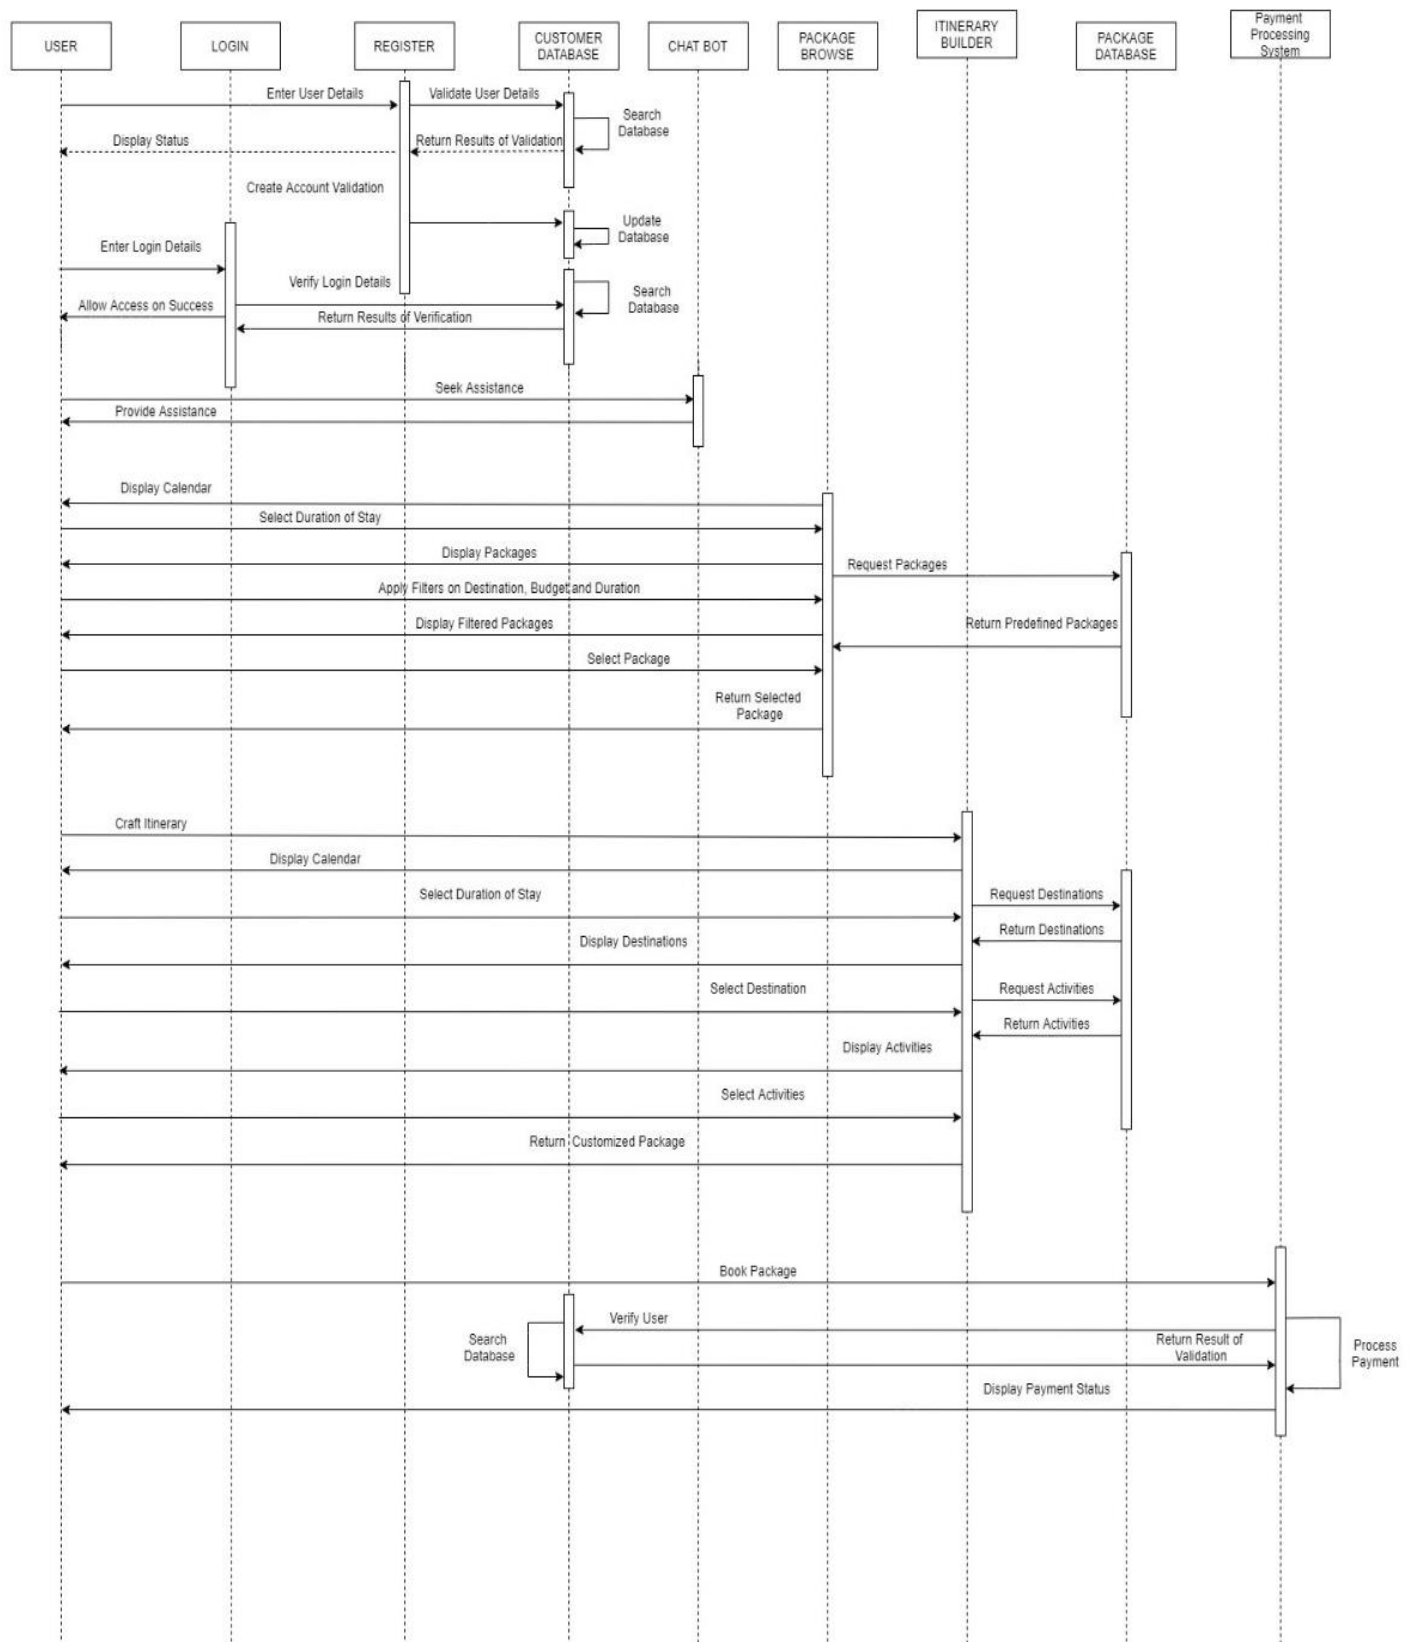 USER
LOGIN
REGISTER
CUSTOMER
DATABASE
CHAT BOT
PACKAGE
BROWSE
ITINERARY
BUILDER
PACKAGE
DATABASE
Payment
Processing
System
Enter User Details
Validate User Details
Search
Database
Display Status
Return Results of Validation
Create Account Validation
Update
Database
Enter Login Details
Verify Login Details
Search
Database
Allow Access on Success
Return Results of Verification
Seek Assistance
Provide Assistance
Display Calendar
Select Duration of Stay
Display Packages
Request Packages
Apply Filters on Destination, Budget and Duration
Display Filtered Packages
Return Predefined Packages
Select Package
Return Selected
Package
Craft Itinerary
Display Calendar
Select Duration of Stay
Request Destinations
Return Destinations
Display Destinations
Select Destination
Request Activities
Return Activities
Display Activities
Select Activities
Return Customized Package
Book Package
Verify User
Search
Database
Return Result of
Validation
Process
Payment
Display Payment Status